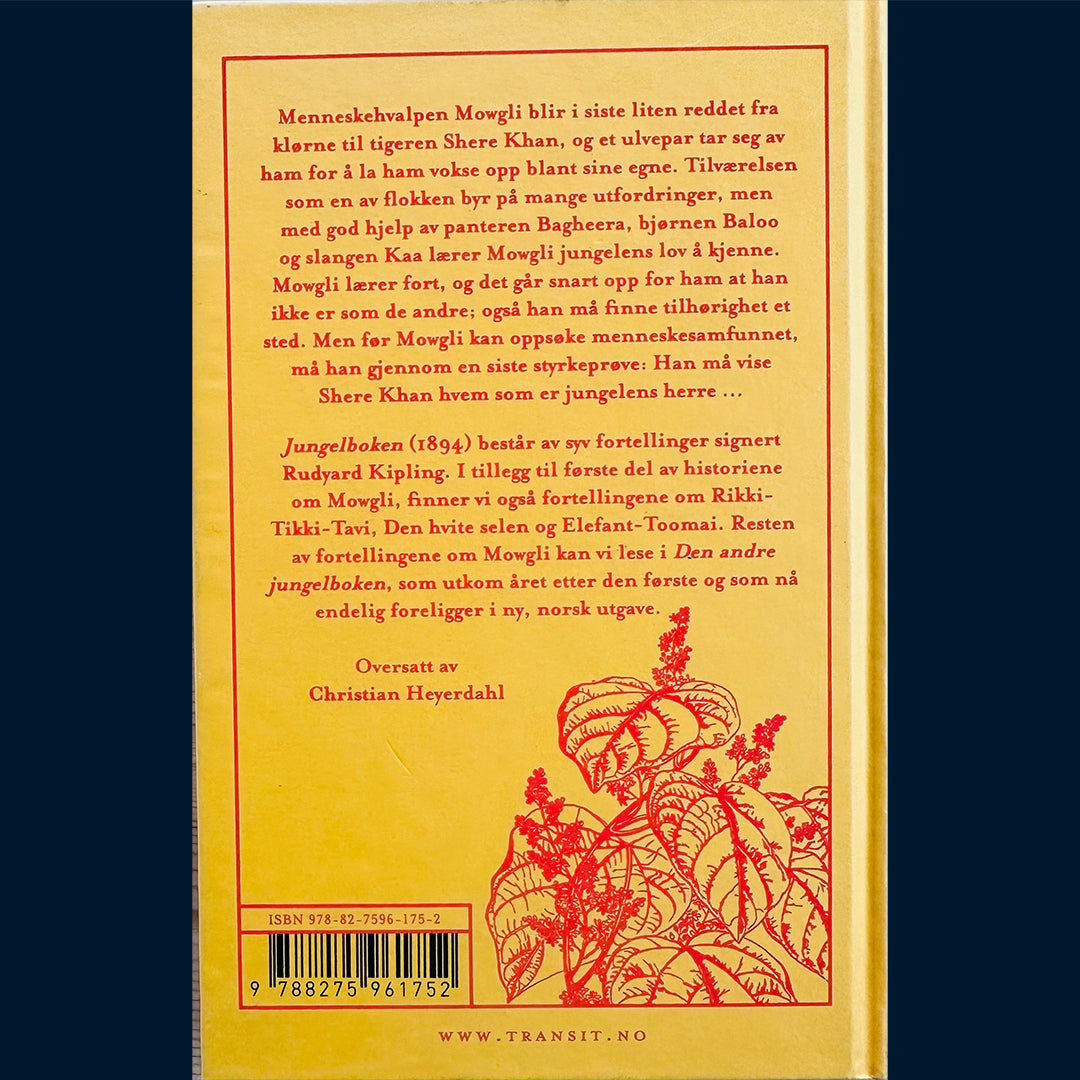 Menneskehvalpen Mowgli blir i siste liten reddet fra
klørne til tigeren Shere Khan, og et ulvepar tar seg av
ham for å la ham vokse opp blant sine egne. Tilværelsen
som en av flokken byr på mange utfordringer, men
med god hjelp av panteren Bagheera, bjørnen Baloo
og slangen Kaa lærer Mowgli jungelens lov å kjenne.
Mowgli lærer fort, og det går snart opp for ham at han
ikke er som de andre; også han må finne tilhørighet et
sted. Men før Mowgli kan oppsøke menneskesamfunnet,
må han gjennom en siste styrkeprøve: Han må vise
Shere Khan hvem som er jungelens herre ...
Jungelboken (1894) består av syv fortellinger signert
Rudyard Kipling. I tillegg til første del av historiene
om Mowgli, finner vi også fortellingene om Rikki-
Tikki-Tavi, Den hvite selen og Elefant-Toomai. Resten
av fortellingene om Mowgli kan vi lese i Den andre
jungelboken, som utkom året etter den første og som nå
endelig foreligger i ny, norsk utgave.
Oversatt av
Christian Heyerdahl
ISBN 978-82-7596-175-2
9 788275 961752
WWW.TRANSIT.NO